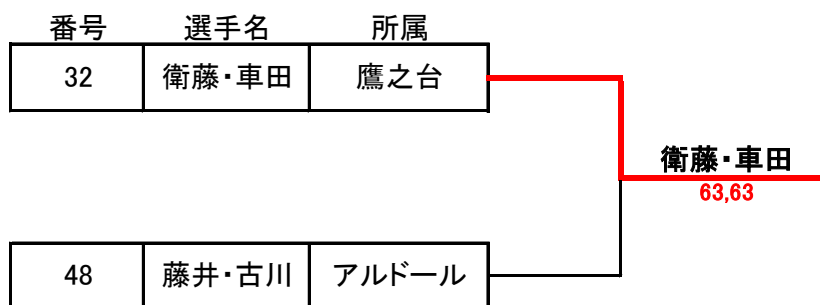 番号 選手名 所属
32 衛藤・車田 鷹之台
衛藤・車田
63,63
48 藤井・古川 アルドール